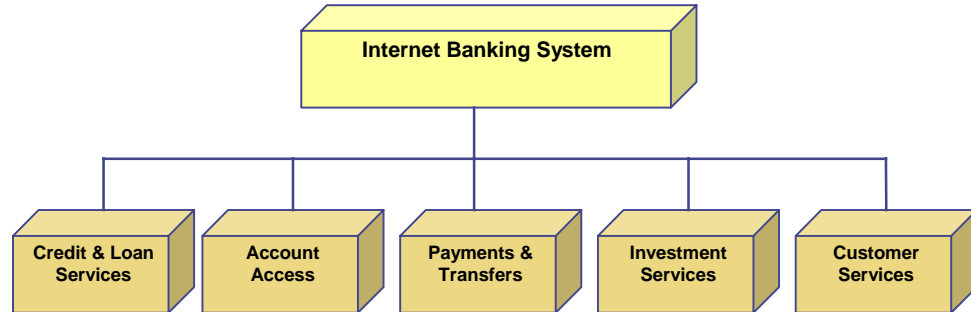 Internet Banking System
Credit & Loan
Services
Account
Access
Payments &
Transfers
Investment
Services
Customer
Services